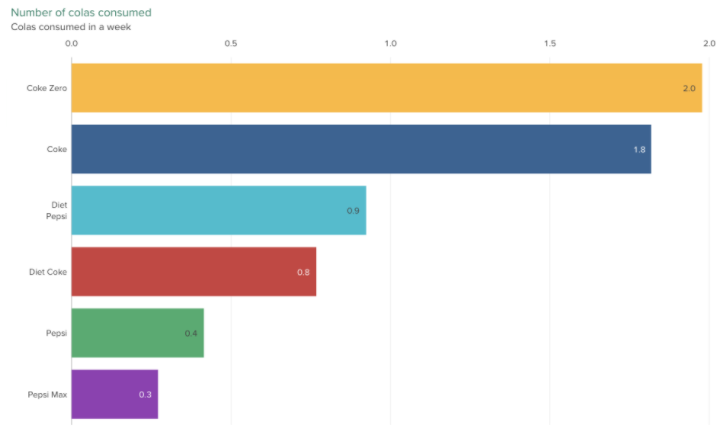 Number of colas consumed
Colas consumed in a week
0.0 0.5 1.0 1.5 2.0
Coke Zero 2.0
Coke 1.8
Diet
Pepsi 0.9
Diet Coke 0.8
Pepsi 0.4
Pepsi Max 0.3